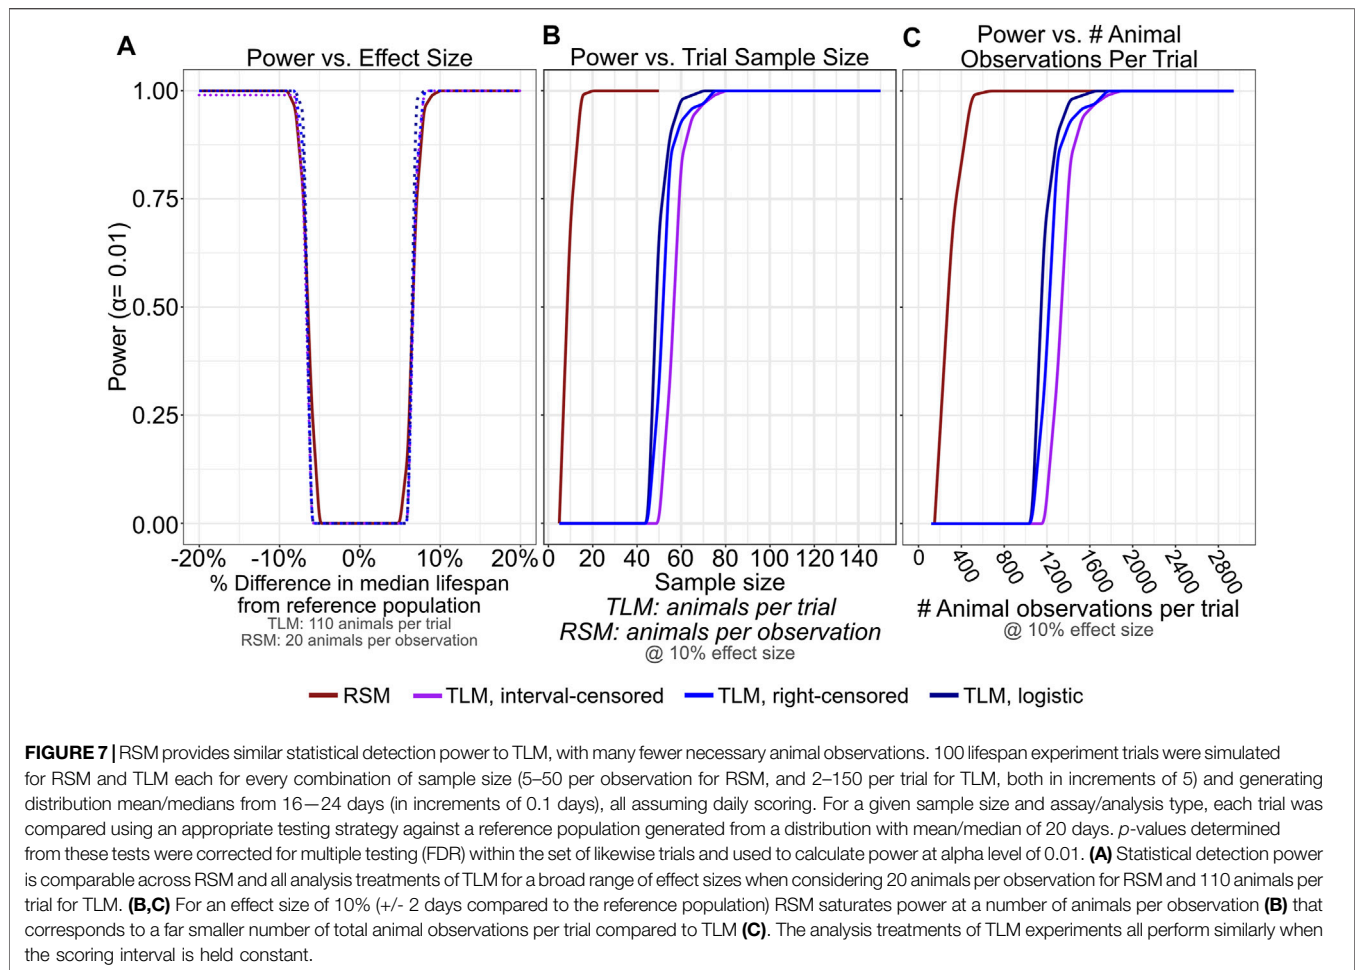 A
Power vs. Effect Size
B
Power vs. Trial Sample Size
C
Power vs. # Animal
Observations Per Trial
Power (α= 0.01)
1.00
0.75
0.50
0.25
0.00
-20% -10% 0% 10% 20%
% Difference in median lifespan
from reference population
TLM: 110 animals per trial
RSM: 20 animals per observation
0 20 40 60 80 100 120 140
Sample size
TLM: animals per trial
RSM: animals per observation
@ 10% effect size
0 400 800 1200 1600 2000 2400 2800
# Animal observations per trial
@ 10% effect size
RSM TLM, interval-censored TLM, right-censored TLM, logistic
FIGURE 7 | RSM provides similar statistical detection power to TLM, with many fewer necessary animal observations. 100 lifespan experiment trials were simulated
for RSM and TLM each for every combination of sample size (5–50 per observation for RSM, and 2–150 per trial for TLM, both in increments of 5) and generating
distribution mean/medians from 16—24 days (in increments of 0.1 days), all assuming daily scoring. For a given sample size and assay/analysis type, each trial was
compared using an appropriate testing strategy against a reference population generated from a distribution with mean/median of 20 days. p-values determined
from these tests were corrected for multiple testing (FDR) within the set of likewise trials and used to calculate power at alpha level of 0.01. (A) Statistical detection power
is comparable across RSM and all analysis treatments of TLM for a broad range of effect sizes when considering 20 animals per observation for RSM and 110 animals per
trial for TLM. (B,C) For an effect size of 10% (+/- 2 days compared to the reference population) RSM saturates power at a number of animals per observation (B) that
corresponds to a far smaller number of total animal observations per trial compared to TLM (C). The analysis treatments of TLM experiments all perform similarly when
the scoring interval is held constant.